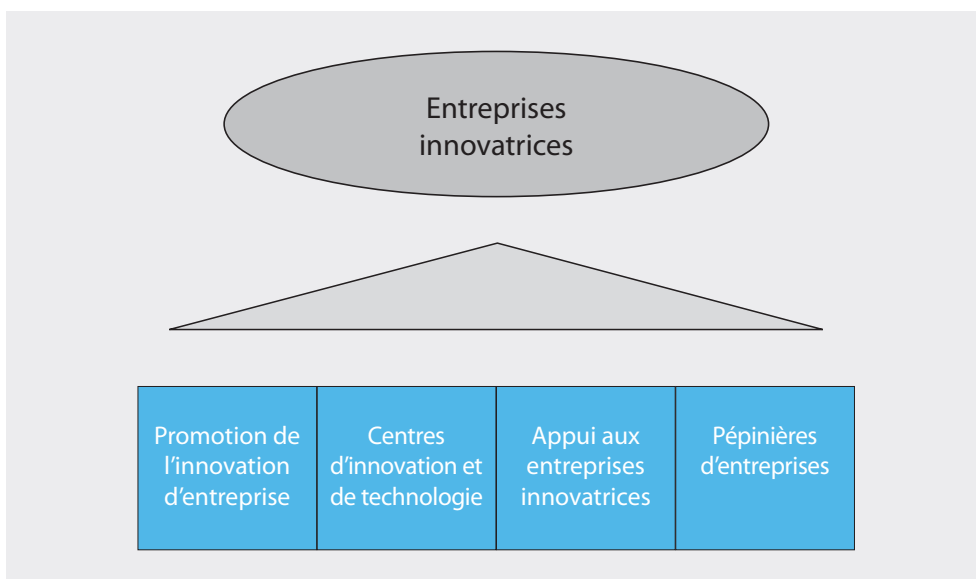 Entreprises
innovatrices
Promotion de
l'innovation
d'entreprise
Centres
d'innovation et
de technologie
Appui aux
entreprises
innovatrices
Pépinières
d'entreprises